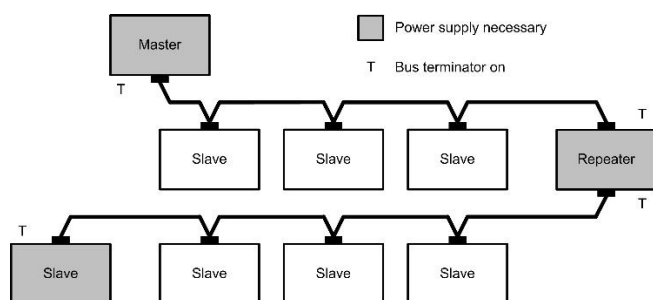 Master
Power supply necessary
T
T Bus terminator on
T
Slave Slave Slave Repeater
T
T
Slave Slave Slave Slave